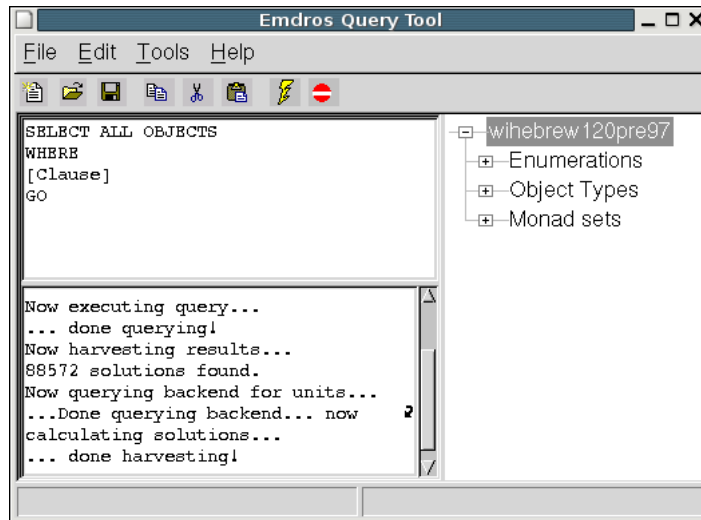 Emdros Query Tool
File Edit Tools Help
SELECT ALL OBJECTS
WHERE
[Clause]
GO
wihebrew120pre97
Enumerations
Object Types
Monad sets
Now executing query...
... done querying!
Now harvesting results...
88572 solutions found.
Now querying backend for units...
...Done querying backend... now
calculating solutions...
... done harvesting!